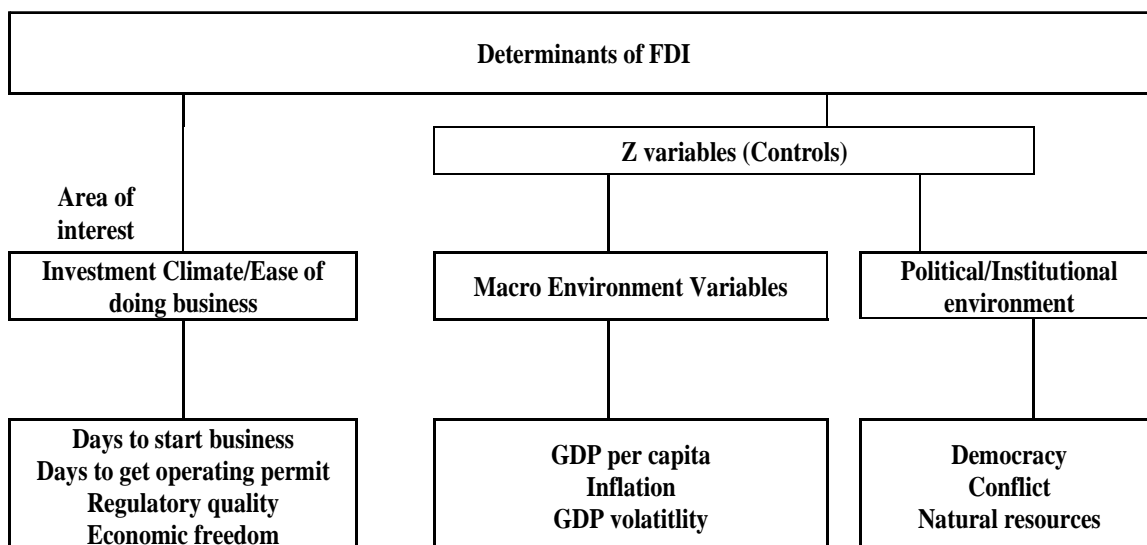 Determinants of FDI
Z variables (Controls)
Area of
interest
Investment Climate/Ease of
doing business
Macro Environment Variables
Political/Institutional
environment
Days to start business
Days to get operating permit
Regulatory quality
Economic freedom
GDP per capita
Inflation
GDP volatitlity
Democracy
Conflict
Natural resources